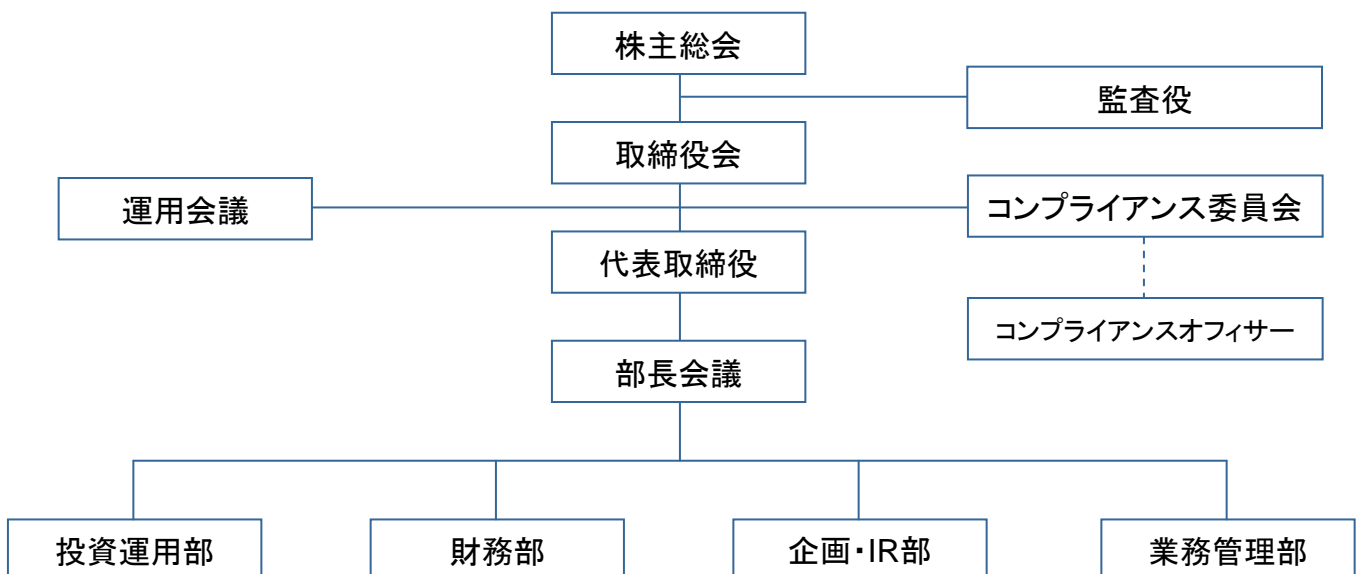 株主総会
監査役
取締役会
運用会議
コンプライアンス委員会
代表取締役
コンプライアンスオフィサー
部長会議
投資運用部
財務部
企画・IR部
業務管理部